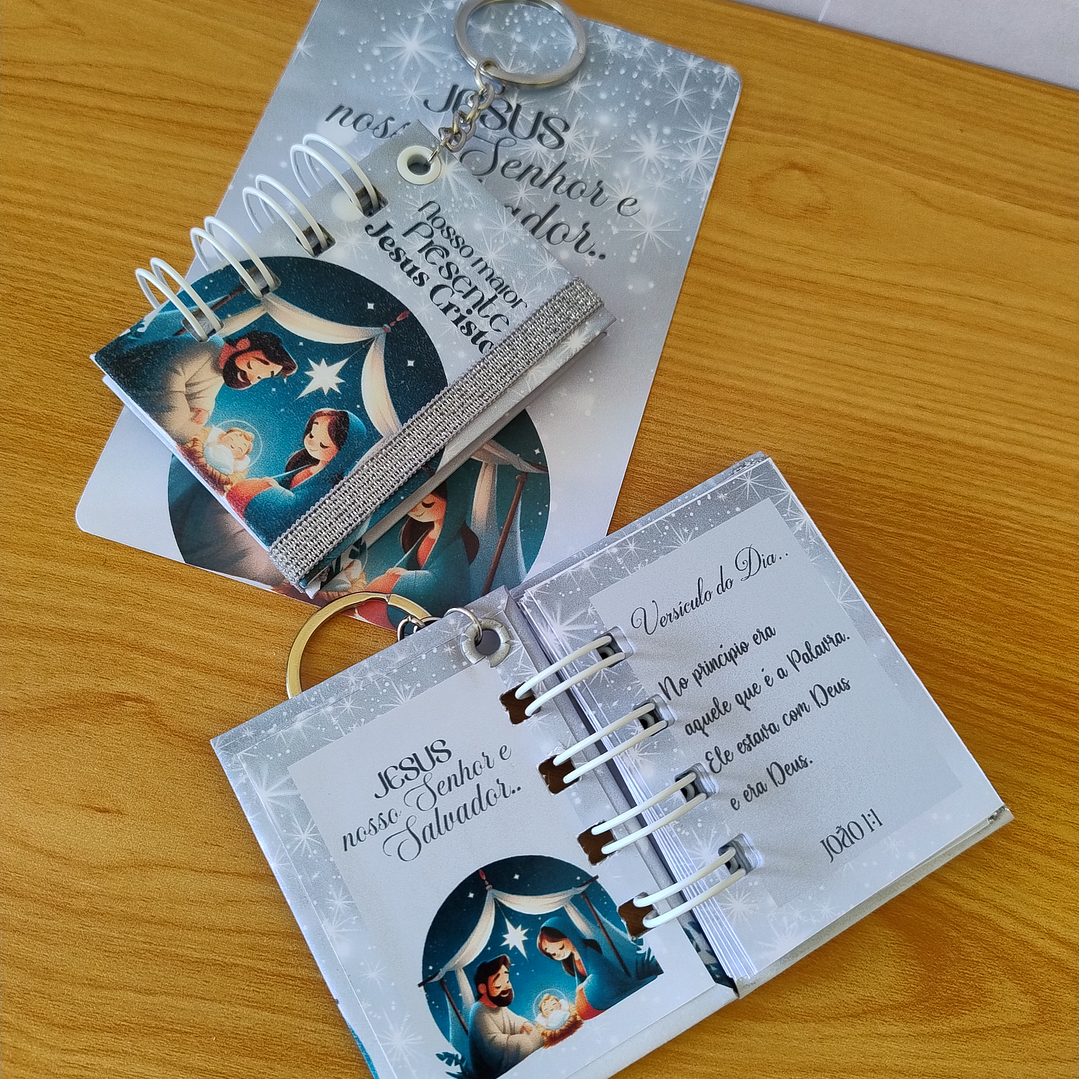 JESUS
nosso Senhor e
Salvador..
Nosso maior
Presente
Jesus Cristo
JESUS
nosso Senhor e
Salvador..
Versículo do Dia..
No princípio era
aquele que é a Palavra.
Ele estava com Deus
e era Deus.
JOÃO 1:1